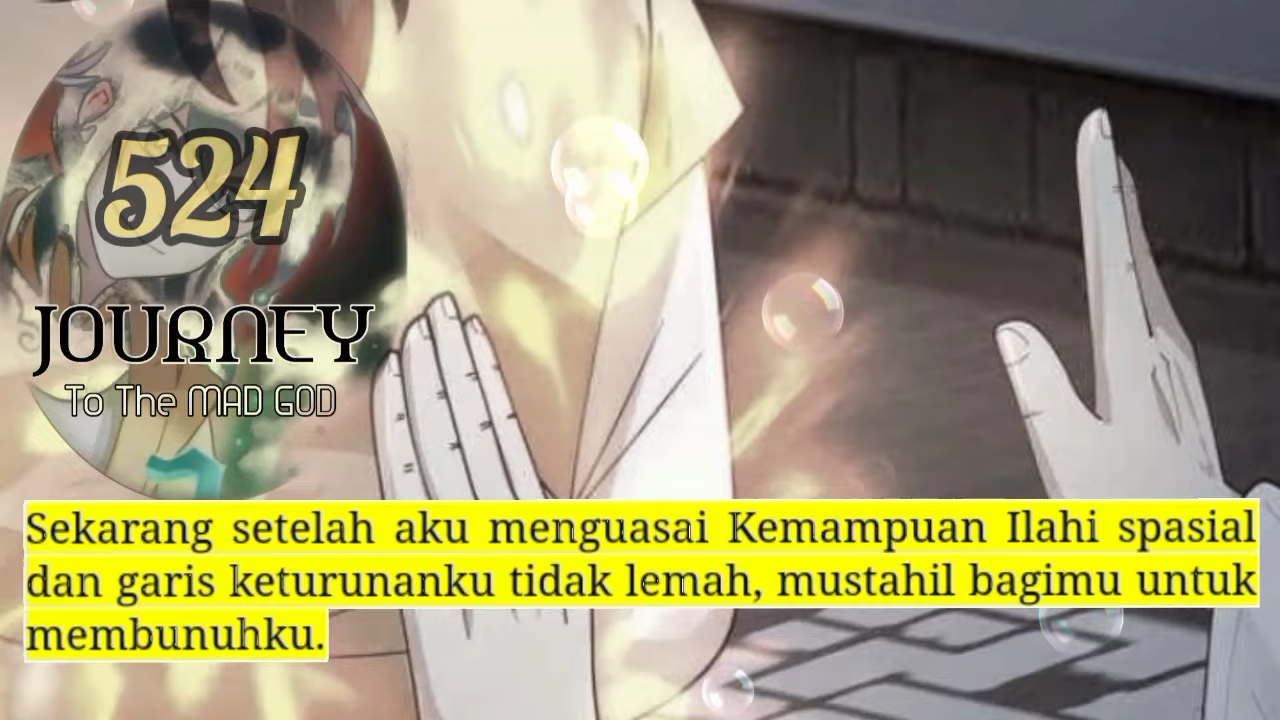 524
JOURNEY
To The MAD GOD
Sekarang setelah aku menguasai Kemampuan Ilahi spasial
dan garis keturunanku tidak lemah, mustahil bagimu untuk
membunuhku.